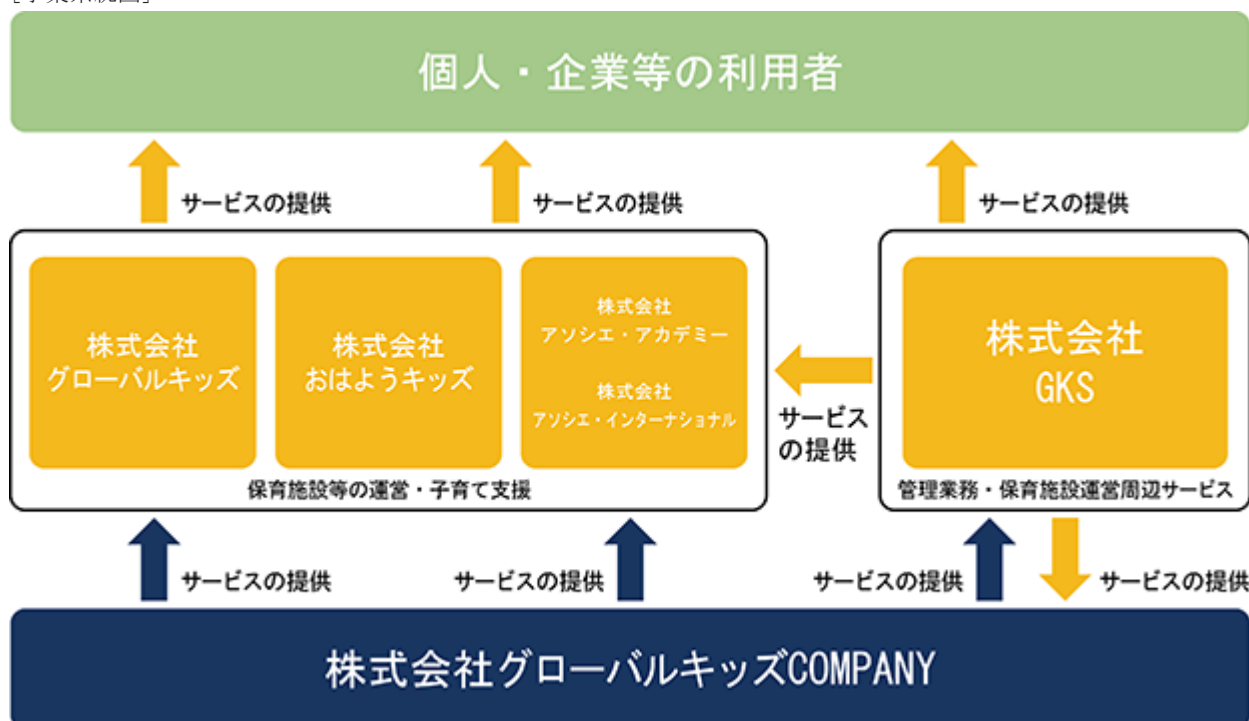 [事業系統図]
個人・企業等の利用者
サービスの提供
サービスの提供
サービスの提供
株式会社
グローバルキッズ
株式会社
おはようキッズ
株式会社
アソシエ・アカデミー
株式会社
アソシエ・インターナショナル
保育施設等の運営・子育て支援
サービス
の提供
株式会社
GKS
管理業務・保育施設運営周辺サービス
サービスの提供
サービスの提供
サービスの提供
サービスの提供
株式会社グローバルキッズCOMPANY